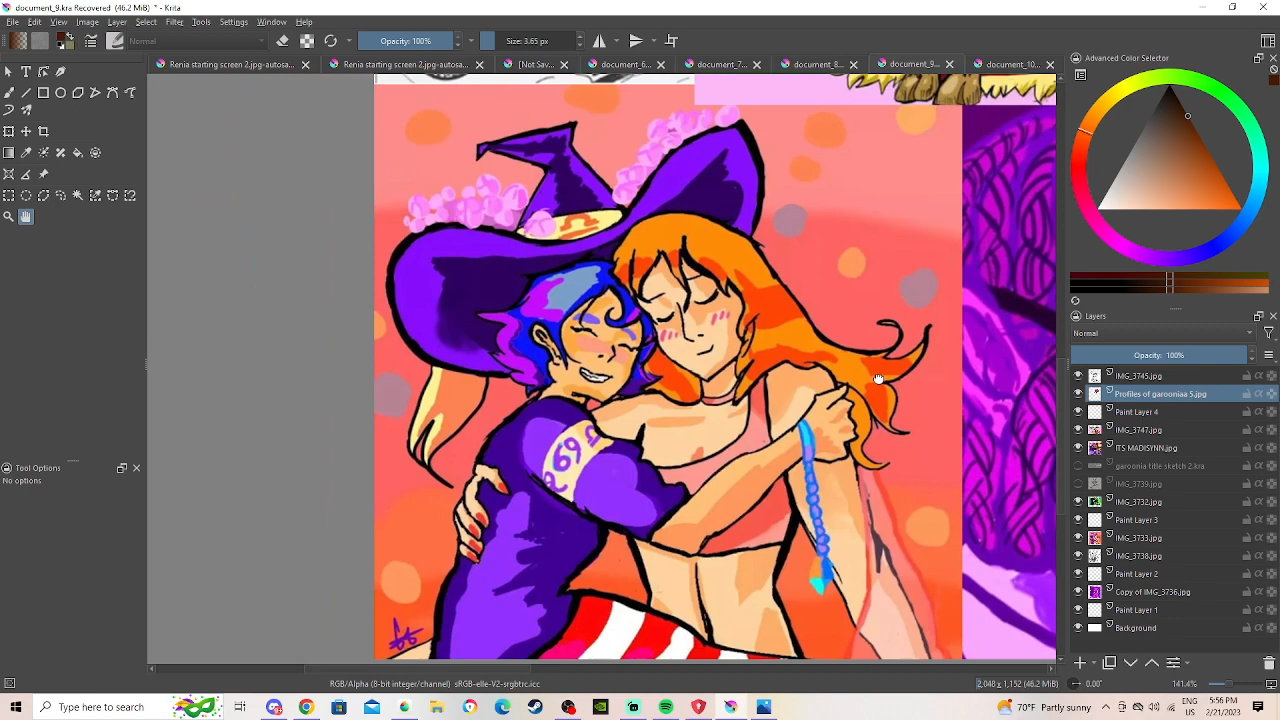 document_9.kra Recovered (46.2 MiB) * - Krita
File Edit View Image Layer Select Filter Tools Settings Window Help
Normal Opacity: 100% Size: 3.65 px
Renia starting screen 2.jpg-autosa... Renia starting screen 2.jpg-autosa... [Not Sav... document_6... document_7... document_8... document_9... document_10...
Advanced Color Selector
Layers
Normal
Opacity: 100%
IMG_3745.jpg
Profiles of garooniaa 5.jpg
Paint Layer 4
IMG_3747.jpg
ITS MADISYNN.jpg
garoonia title sketch 2.kra
IMG_3739.jpg
IMG_3732.jpg
Paint Layer 3
IMG_3733.jpg
IMG_3738.jpg
Paint Layer 2
Copy of IMG_3736.jpg
Paint Layer 1
Background
Tool Options
No options
R 69
RGB/Alpha (8-bit integer/channel) sRGB-elle-V2-srgbtrc.icc
2,048 x 1,152 (46.2 MiB) 0.00° 141.4%
Type here to search
70°F Partly sunny
5:56 PM
2/21/2023